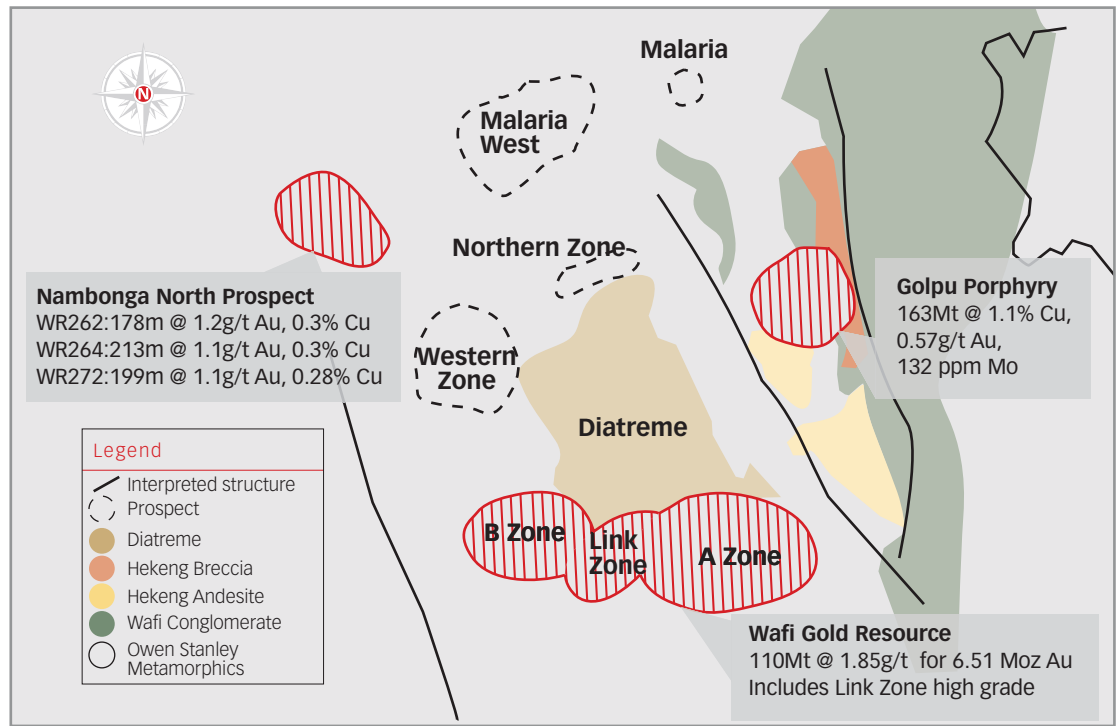 Malaria
Malaria
West
N
Northern Zone
Nambonga North Prospect
WR262:178m @ 1.2g/t Au, 0.3% Cu
WR264:213m @ 1.1g/t Au, 0.3% Cu
WR272:199m @ 1.1g/t Au, 0.28% Cu
Golpu Porphyry
163Mt @ 1.1% Cu,
0.57g/t Au,
132 ppm Mo
Western
Zone
Diatreme
Legend
Interpreted structure
Prospect
Diatreme
Hekeng Breccia
Hekeng Andesite
Wafi Conglomerate
Owen Stanley
Metamorphics
B Zone
Link
Zone
A Zone
Wafi Gold Resource
110Mt @ 1.85g/t for 6.51 Moz Au
Includes Link Zone high grade